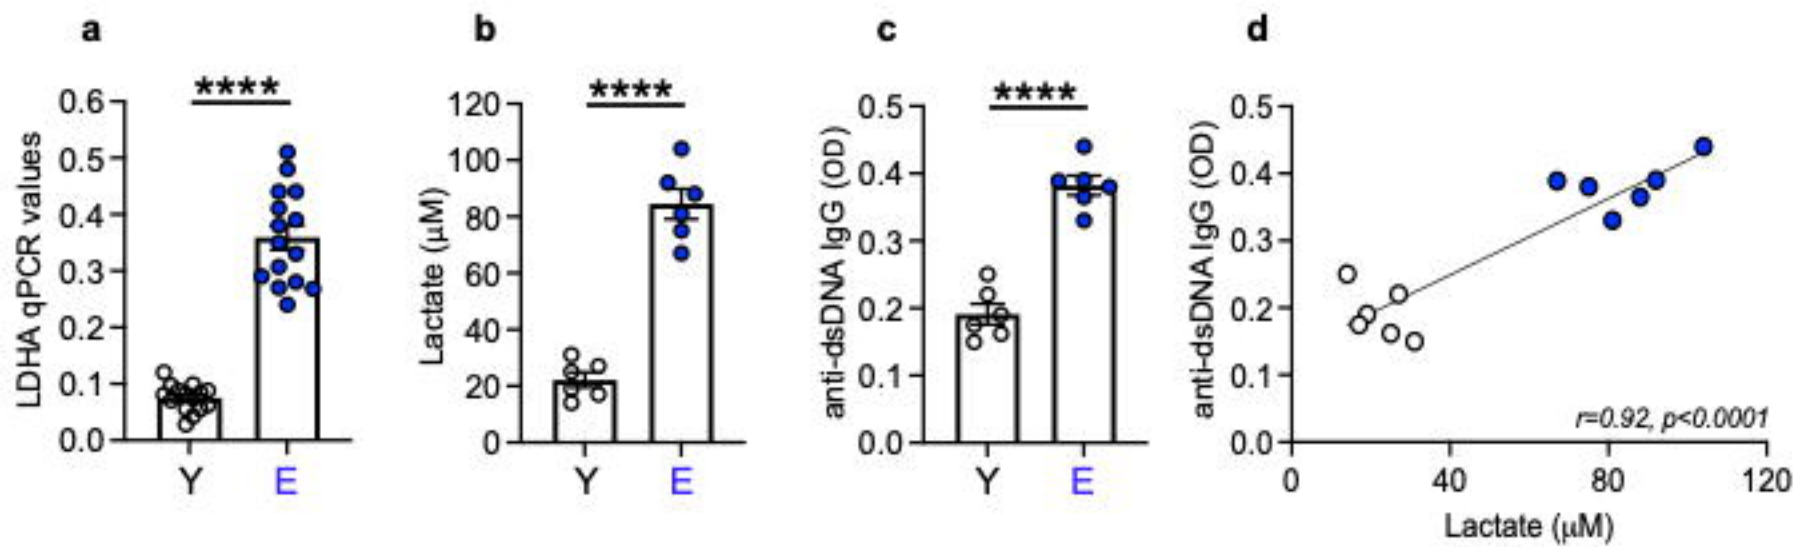 a
LDHA qPCR values
0.6
0.5
0.4
0.3
0.2
0.1
0.0
****
Y
E
b
Lactate (μM)
120
100
80
60
40
20
0
****
Y
E
c
anti-dsDNA IgG (OD)
0.5
0.4
0.3
0.2
0.1
0.0
****
Y
E
d
anti-dsDNA IgG (OD)
0.5
0.4
0.3
0.2
0.1
0.0
r=0.92, p<0.0001
0
40
80
120
Lactate (μM)